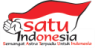 satu
Indonesia
Semangat Astra Terpadu Untuk Indonesia